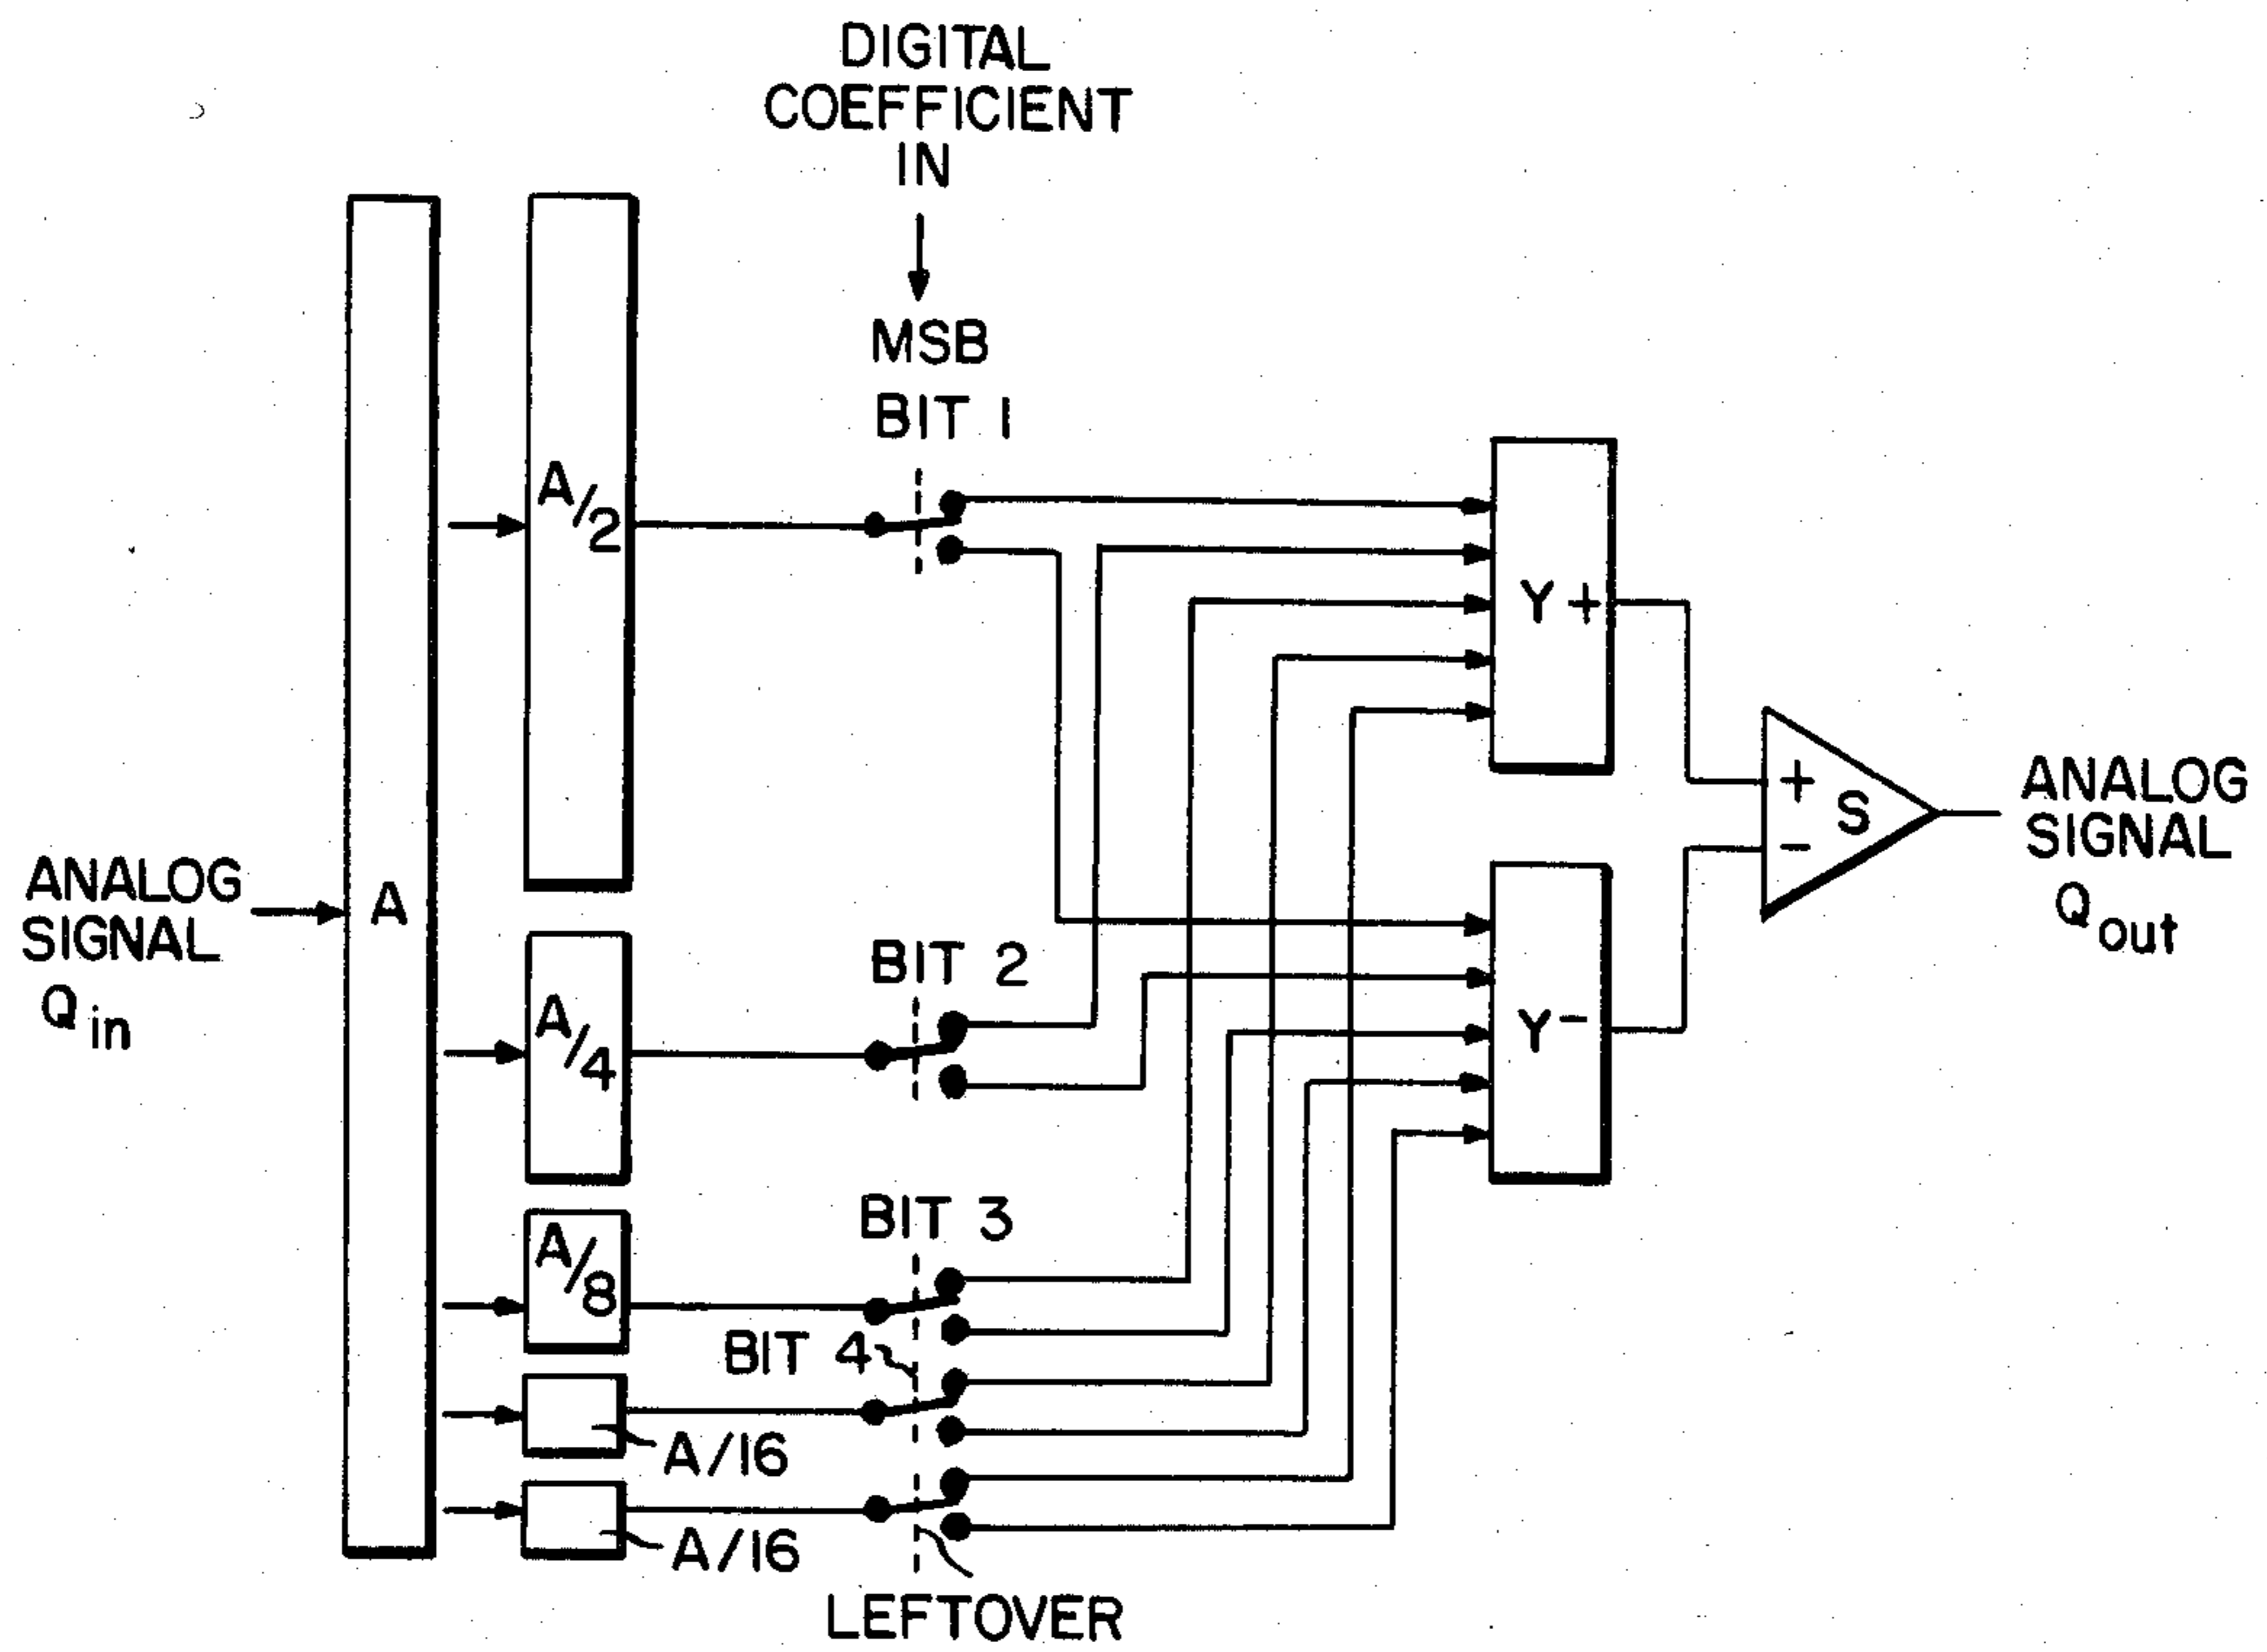 DIGITAL
COEFFICIENT
IN
MSB
BIT 1
A/2
Y +
+
S
-
ANALOG
SIGNAL
Q out
ANALOG
SIGNAL
Q in
A
A/4
BIT 2
Y -
A/8
BIT 3
BIT 4
A/16
A/16
LEFTOVER